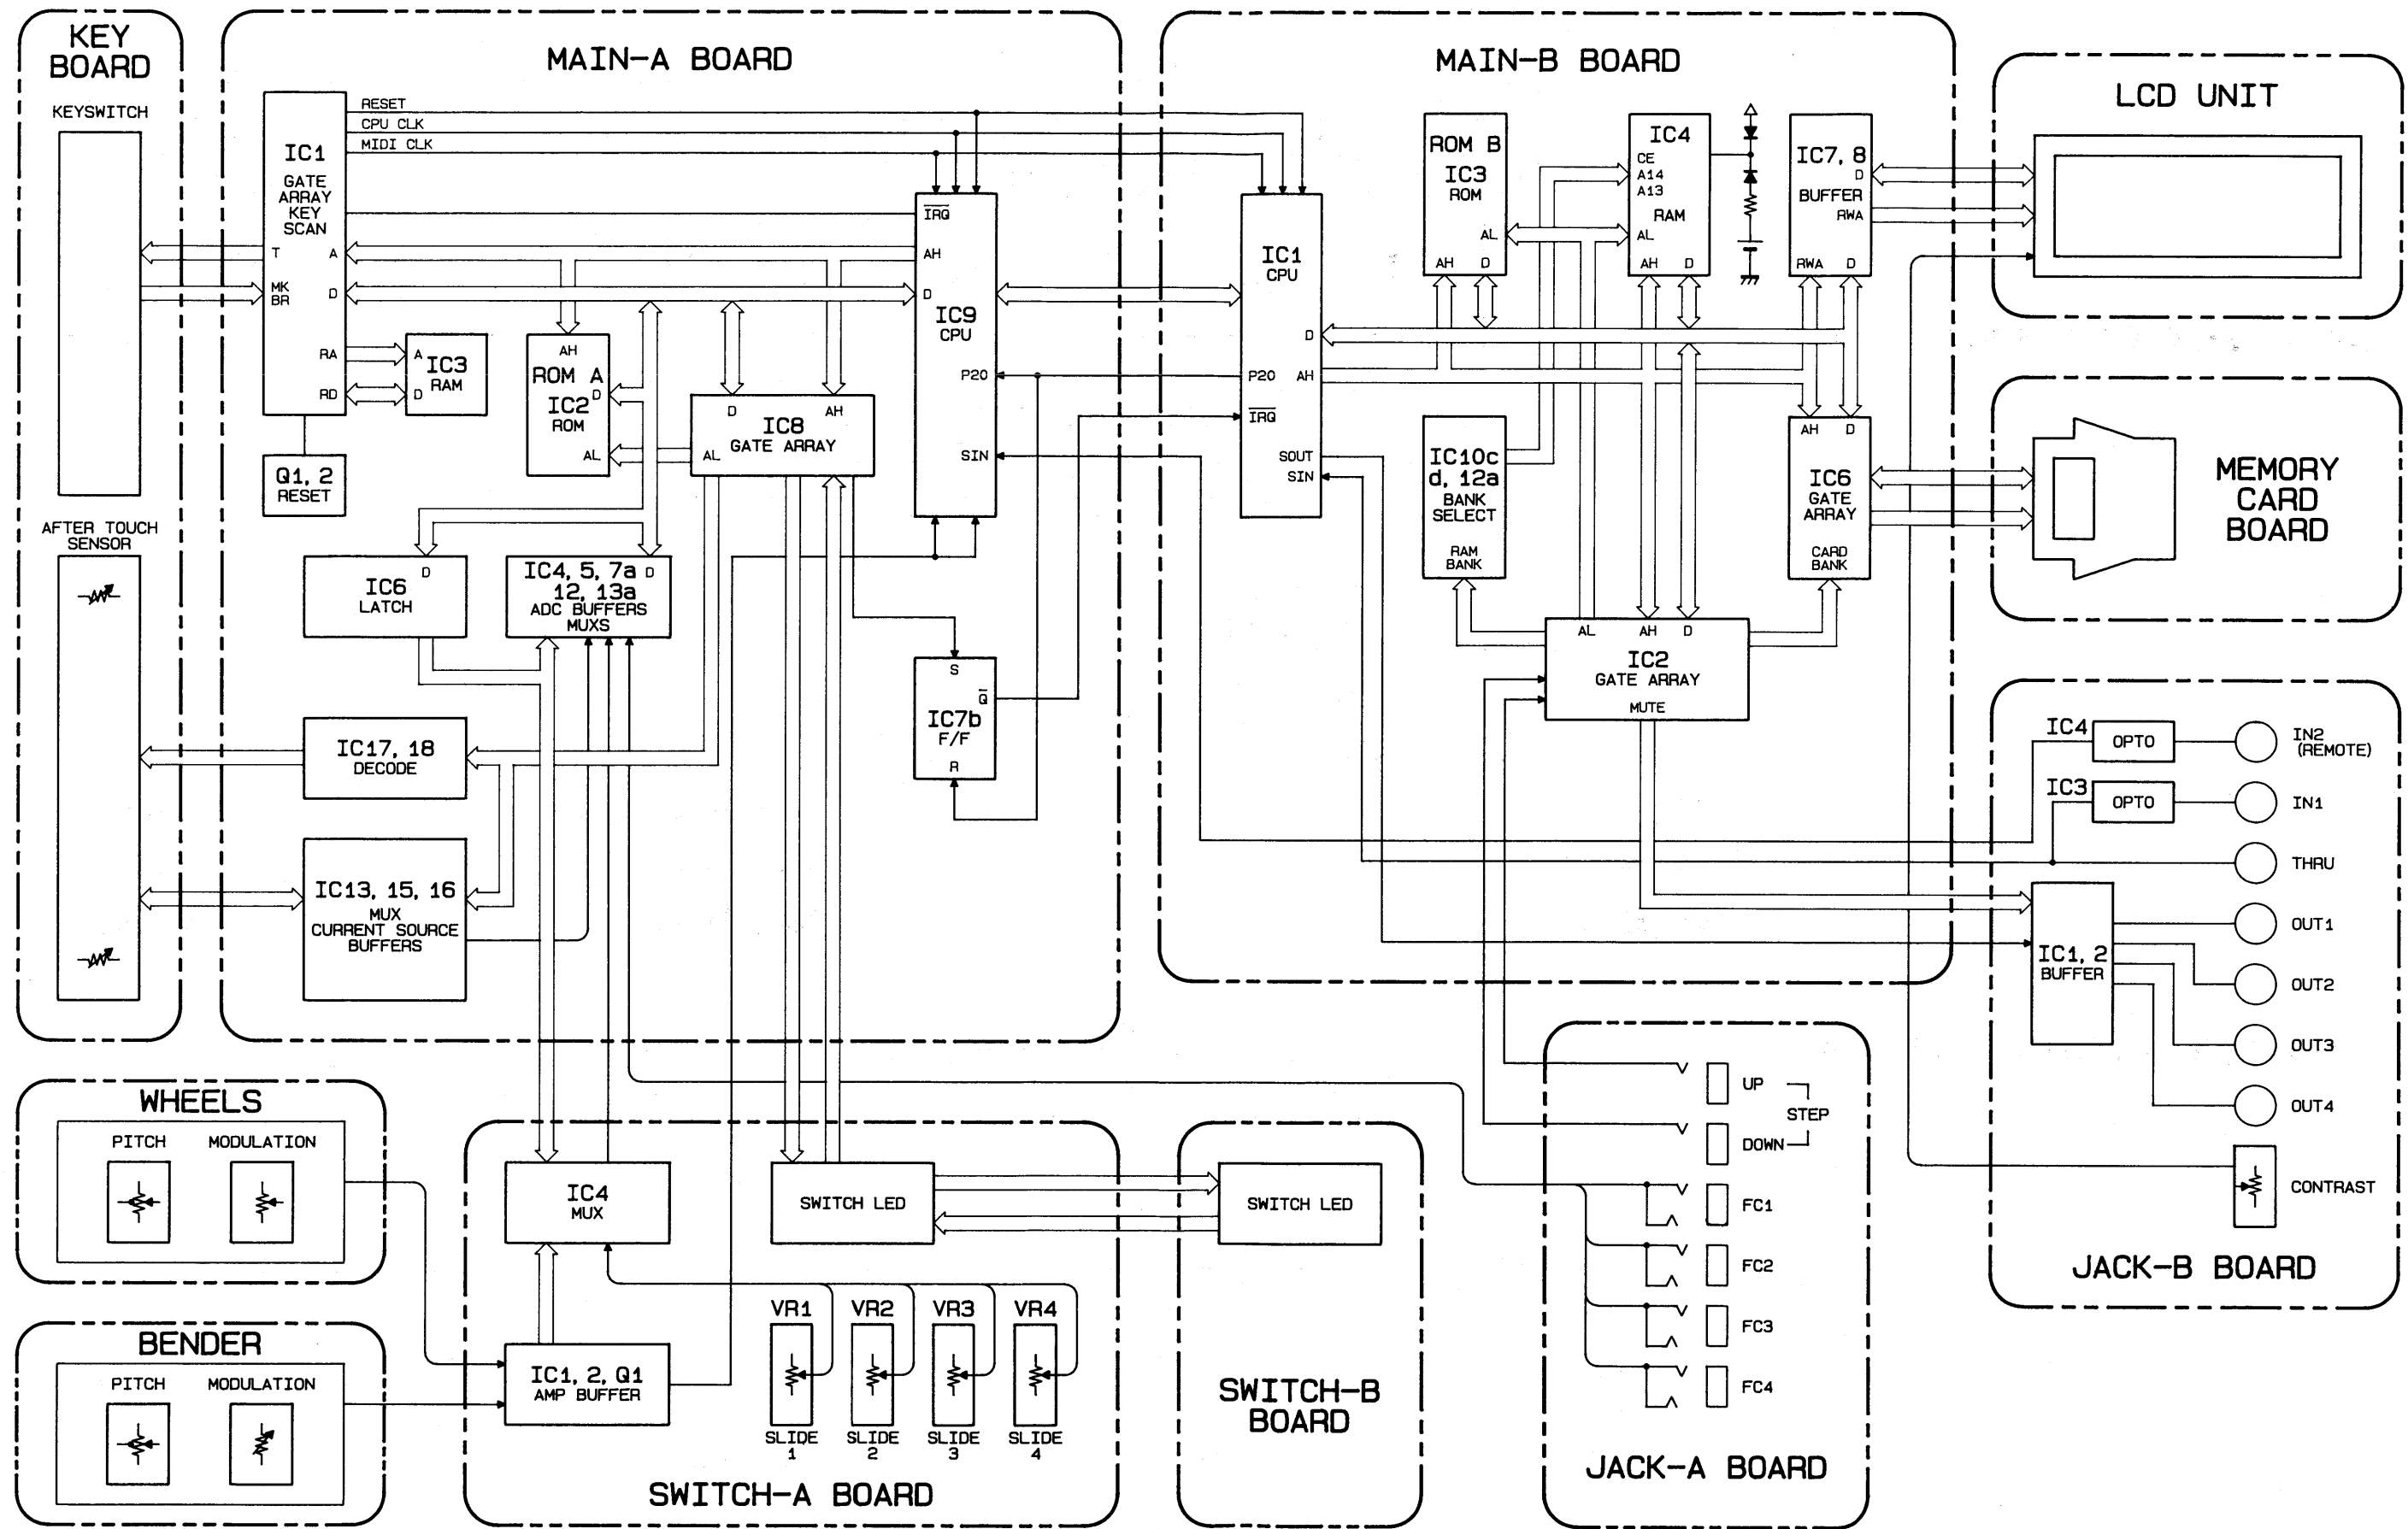 KEY
BOARD
KEYSWITCH
AFTER TOUCH
SENSOR
MAIN-A BOARD
RESET
CPU CLK
MIDI CLK
IC1
GATE
ARRAY
KEY
SCAN
T
A
MK
BR
D
RA
RD
A
IC3
RAM
D
Q1, 2
RESET
AH
ROM A
D
IC2
ROM
AL
D
AH
IC8
GATE ARRAY
AL
IRQ
AH
D
IC9
CPU
P20
SIN
D
IC6
LATCH
IC4, 5, 7a
D
12, 13a
ADC BUFFERS
MUXS
IC17, 18
DECODE
IC13, 15, 16
MUX
CURRENT SOURCE
BUFFERS
S
Q
IC7b
F/F
R
MAIN-B BOARD
IC1
CPU
D
P20
AH
IRQ
SOUT
SIN
ROM B
IC3
ROM
AL
AH
D
IC4
CE
A14
A13
RAM
AL
AH
D
IC7, 8
D
BUFFER
RWA
RWA
D
IC10c
d, 12a
BANK
SELECT
RAM
BANK
AH
D
IC6
GATE
ARRAY
CARD
BANK
AL
AH
D
IC2
GATE ARRAY
MUTE
LCD UNIT
MEMORY
CARD
BOARD
IC4
OPTO
IN2
(REMOTE)
IC3
OPTO
IN1
THRU
IC1, 2
BUFFER
OUT1
OUT2
OUT3
OUT4
CONTRAST
JACK-B BOARD
WHEELS
PITCH
MODULATION
BENDER
PITCH
MODULATION
IC4
MUX
SWITCH LED
IC1, 2, Q1
AMP BUFFER
VR1
VR2
VR3
VR4
SLIDE
1
SLIDE
2
SLIDE
3
SLIDE
4
SWITCH-A BOARD
SWITCH LED
SWITCH-B
BOARD
UP
STEP
DOWN
FC1
FC2
FC3
FC4
JACK-A BOARD